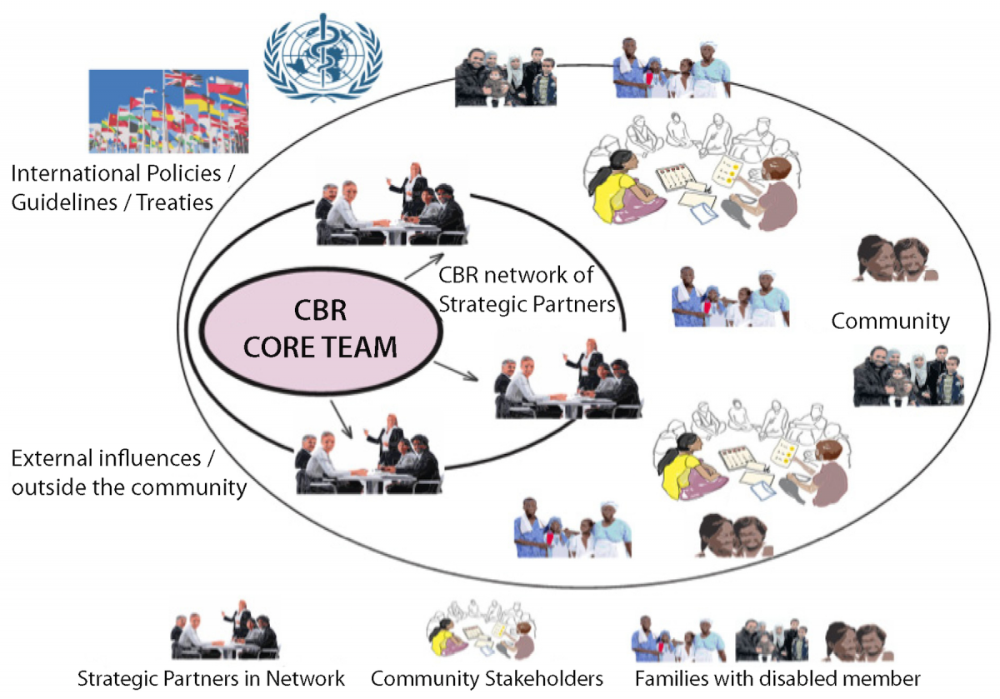 International Policies /
Guidelines / Treaties
CBR network of
Strategic Partners
CBR
CORE TEAM
Community
External influences /
outside the community
Strategic Partners in Network
Community Stakeholders
Families with disabled member